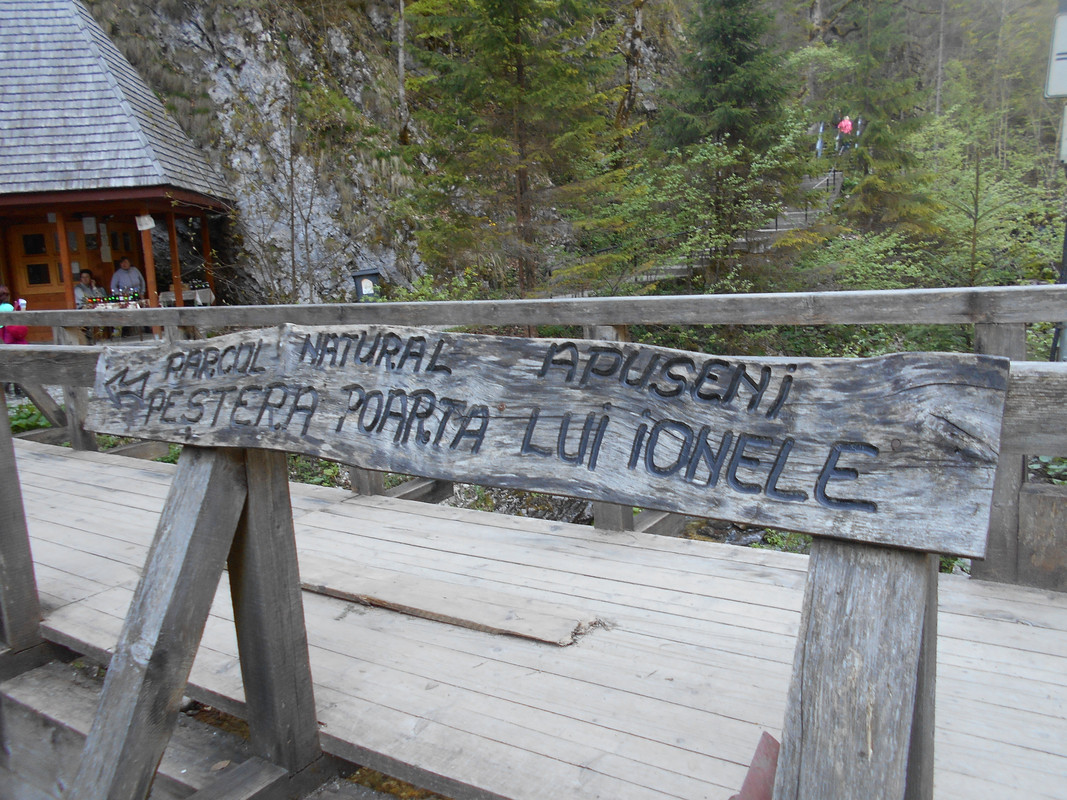 PARCUL NATURAL APUSENI
PEȘTERA POARTA LUI IONELE